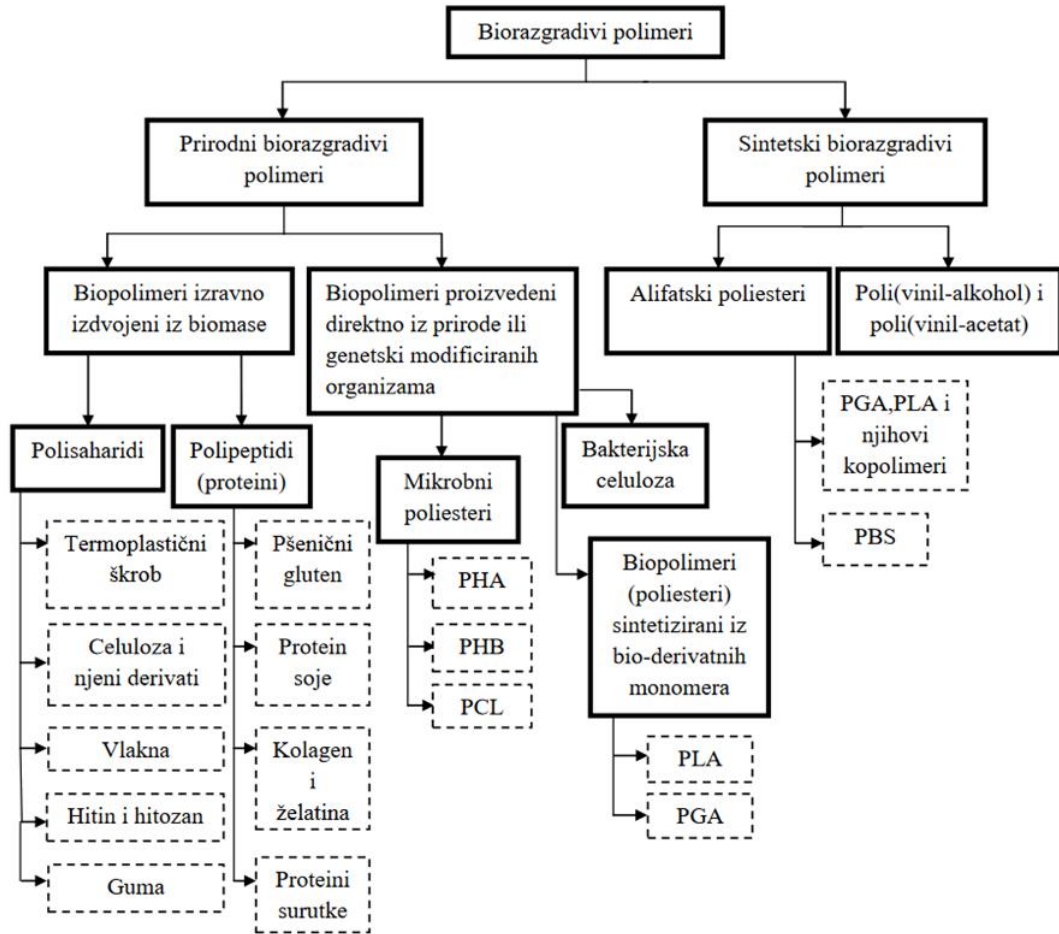 Biorazgradivi polimeri
Prirodni biorazgradivi
polimeri
Sintetski biorazgradivi
polimeri
Biopolimeri izravno
izdvojeni iz biomase
Biopolimeri proizvedeni
direktno iz prirode ili
genetski modificiranih
organizama
Alifatski poliesteri
Poli(vinil-alkohol) i
poli(vinil-acetat)
Polisaharidi
Polipeptidi
(proteini)
Mikrobni
poliesteri
Bakterijska
celuloza
PGA,PLA i
njihovi
kopolimeri
PBS
Termoplastični
škrob
Celuloza i
njeni derivati
Vlakna
Hitin i hitozan
Guma
Pšenični
gluten
Protein
soje
Kolagen
i
želatina
Proteini
surutke
PHA
PHB
PCL
Biopolimeri
(poliesteri)
sintetizirani iz
bio-derivatnih
monomera
PLA
PGA